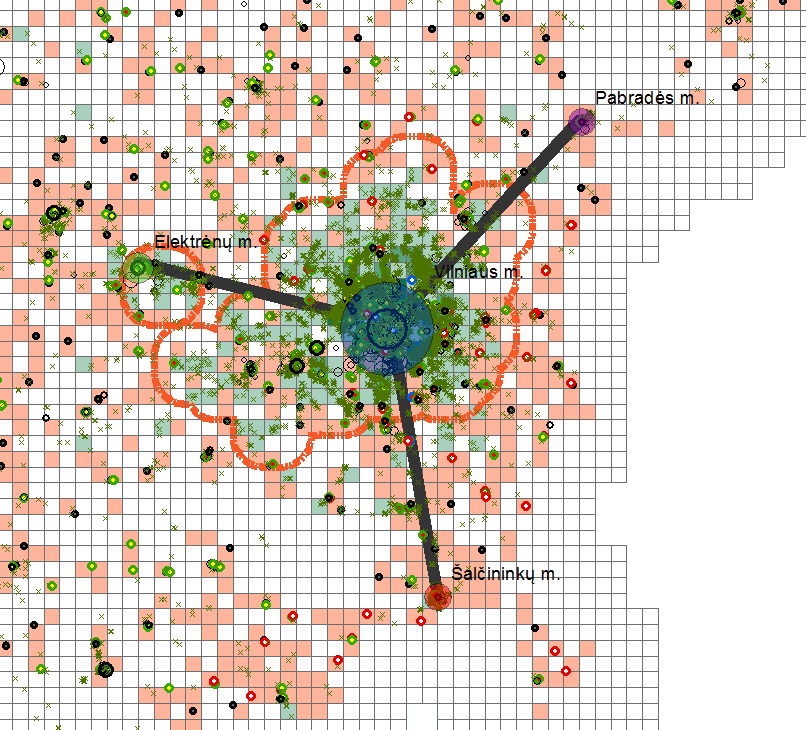 Pabradės m.
Elektrėnų m.
Vilniaus m.
Šalčininkų m.